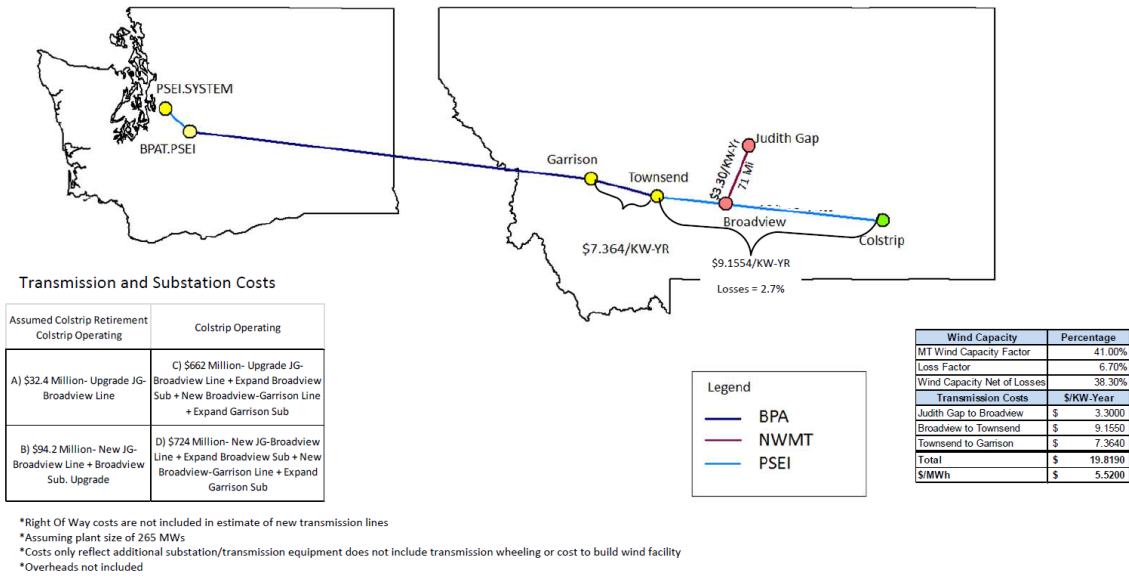 PSEI.SYSTEM
BPAT.PSEI
Garrison
Townsend
Judith Gap
$3.30/KW-Yr
71 Mi
Broadview
Colstrip
$7.364/KW-YR
$9.1554/KW-YR
Losses = 2.7%
Transmission and Substation Costs
Assumed Colstrip Retirement
Colstrip Operating
Colstrip Operating
A) $32.4 Million- Upgrade JG-
Broadview Line
C) $662 Million- Upgrade JG-
Broadview Line + Expand Broadview
Sub + New Broadview-Garrison Line
+ Expand Garrison Sub
B) $94.2 Million- New JG-
Broadview Line + Broadview
Sub. Upgrade
D) $724 Million- New JG-Broadview
Line + Expand Broadview Sub + New
Broadview-Garrison Line + Expand
Garrison Sub
Legend
BPA
NWMT
PSEI
Wind Capacity Percentage
MT Wind Capacity Factor 41.00%
Loss Factor 6.70%
Wind Capacity Net of Losses 38.30%
Transmission Costs $/KW-Year
Judith Gap to Broadview $ 3.3000
Broadview to Townsend $ 9.1550
Townsend to Garrison $ 7.3640
Total $ 19.8190
$/MWh $ 5.5200
*Right Of Way costs are not included in estimate of new transmission lines
*Assuming plant size of 265 MWs
*Costs only reflect additional substation/transmission equipment does not include transmission wheeling or cost to build wind facility
*Overheads not included